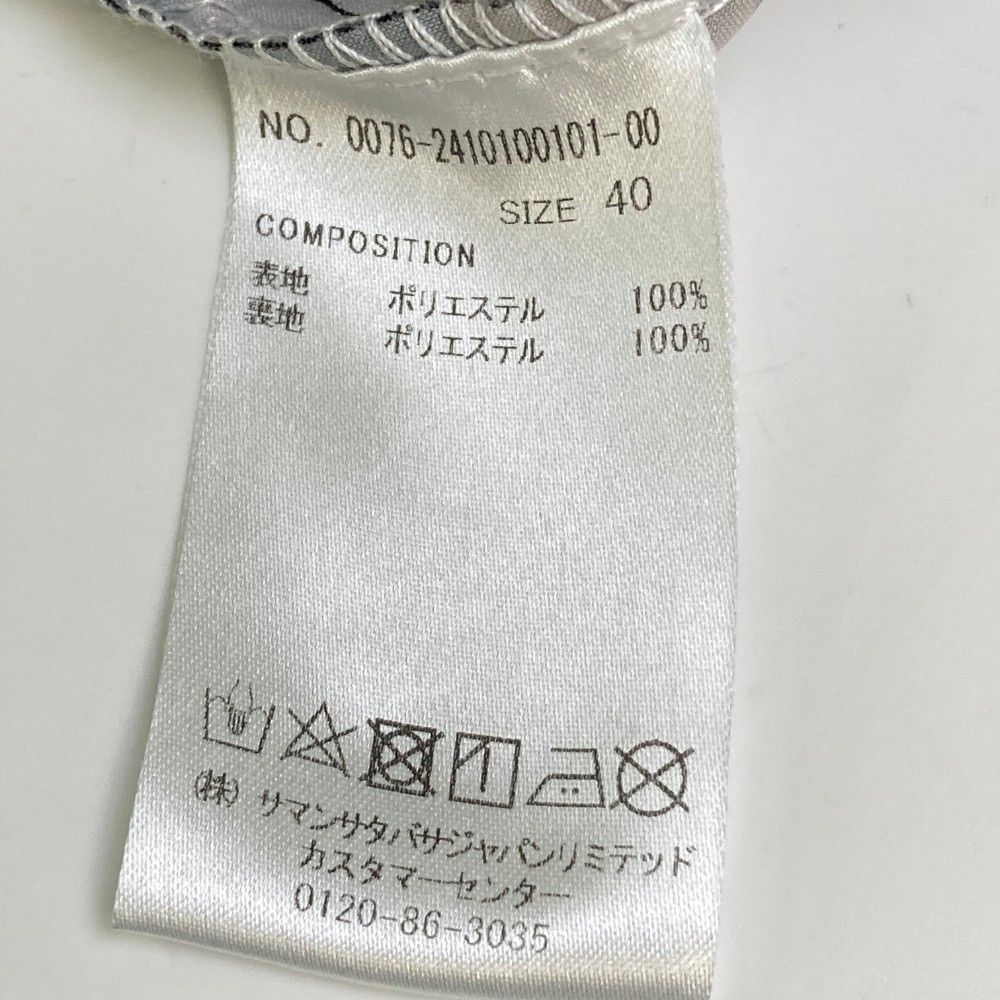 NO. 0076-2410100101-00
SIZE 40
COMPOSITION
表地 ポリエステル 100%
裏地 ポリエステル 100%
(株) サマンサタバサジャパンリミテッド
カスタマーセンター
0120-86-3035